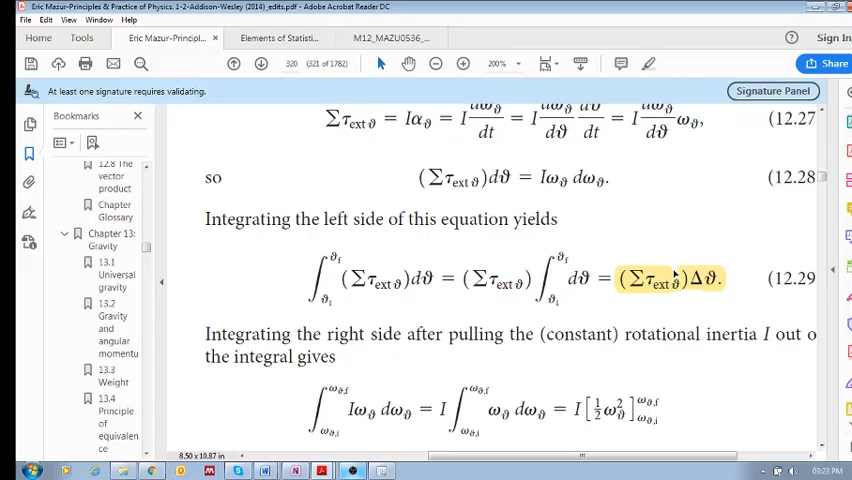 Eric Mazur-Principles & Practice of Physics. 1-2-Addison-Wesley (2014)_edits.pdf - Adobe Acrobat Reader DC
File Edit View Window Help
Home Tools Eric Mazur-Principl... × Elements of Statisti... M12_MAZU0536_... Sign In
320 (321 of 1782) 200% Share
At least one signature requires validating. Signature Panel
Bookmarks ×
12.8 The
vector
product
Chapter
Glossary
Chapter 13:
Gravity
13.1
Universal
gravity
13.2
Gravity
and
angular
momentu
13.3
Weight
13.4
Principle
of
equivalen
ce
∑τext ϑ = Iαϑ = I dωϑ/dt = I dωϑ/dϑ dϑ/dt = I dωϑ/dϑ ωϑ, (12.27
so (∑τext ϑ)dϑ = Iωϑ dωϑ. (12.28
Integrating the left side of this equation yields
∫ϑi^ϑf (∑τext ϑ)dϑ = (∑τext ϑ) ∫ϑi^ϑf dϑ = (∑τext ϑ)Δϑ. (12.29
Integrating the right side after pulling the (constant) rotational inertia I out o
the integral gives
∫ωϑ,i^ωϑ,f Iωϑ dωϑ = I ∫ωϑ,i^ωϑ,f ωϑ dωϑ = I [½ωϑ²]ωϑ,i^ωϑ,f
8.50 x 10.87 in
03:23 PM